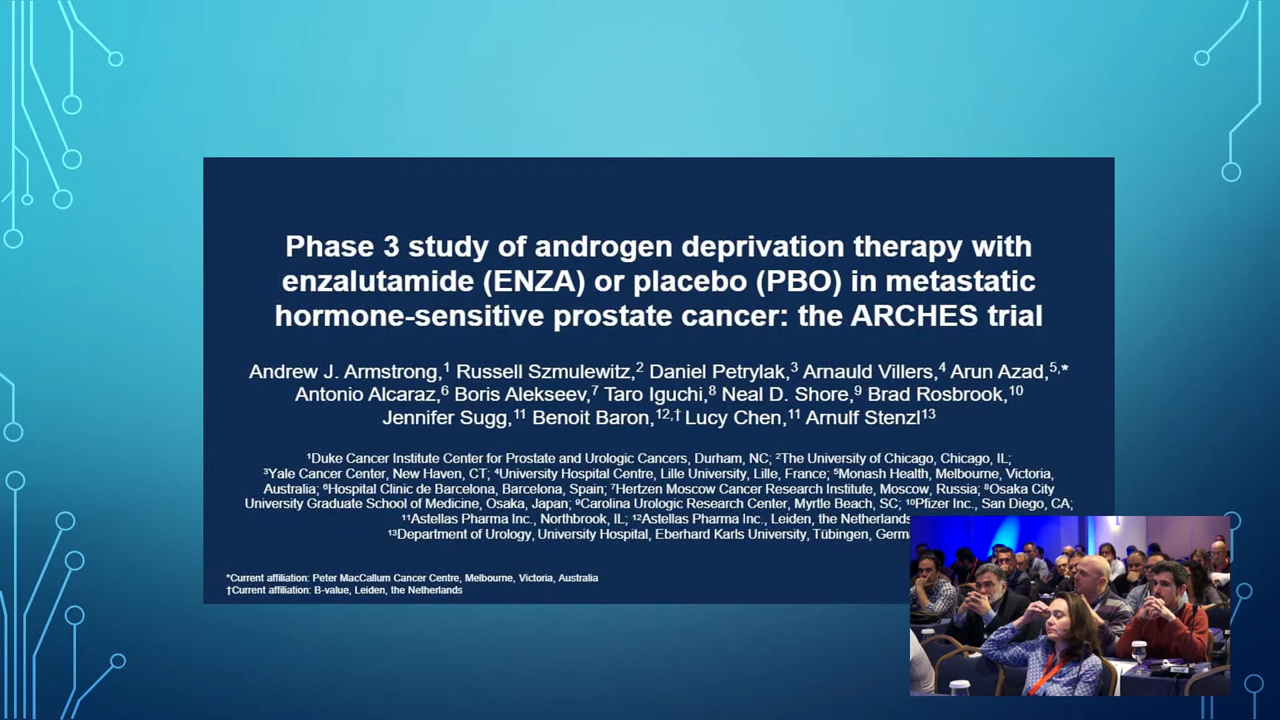 Phase 3 study of androgen deprivation therapy with
enzalutamide (ENZA) or placebo (PBO) in metastatic
hormone-sensitive prostate cancer: the ARCHES trial
Andrew J. Armstrong,¹ Russell Szmulewitz,² Daniel Petrylak,³ Arnauld Villers,⁴ Arun Azad,⁵,*
Antonio Alcaraz,⁶ Boris Alekseev,⁷ Taro Iguchi,⁸ Neal D. Shore,⁹ Brad Rosbrook,¹⁰
Jennifer Sugg,¹¹ Benoit Baron,¹²,† Lucy Chen,¹¹ Arnulf Stenzl¹³
¹Duke Cancer Institute Center for Prostate and Urologic Cancers, Durham, NC; ²The University of Chicago, Chicago, IL;
³Yale Cancer Center, New Haven, CT; ⁴University Hospital Centre, Lille University, Lille, France; ⁵Monash Health, Melbourne, Victoria,
Australia; ⁶Hospital Clinic de Barcelona, Barcelona, Spain; ⁷Hertzen Moscow Cancer Research Institute, Moscow, Russia; ⁸Osaka City
University Graduate School of Medicine, Osaka, Japan; ⁹Carolina Urologic Research Center, Myrtle Beach, SC; ¹⁰Pfizer Inc., San Diego, CA;
¹¹Astellas Pharma Inc., Northbrook, IL; ¹²Astellas Pharma Inc., Leiden, the Netherlands
¹³Department of Urology, University Hospital, Eberhard Karls University, Tübingen,
*Current affiliation: Peter MacCallum Cancer Centre, Melbourne, Victoria, Australia
†Current affiliation: B-value, Leiden, the Netherlands